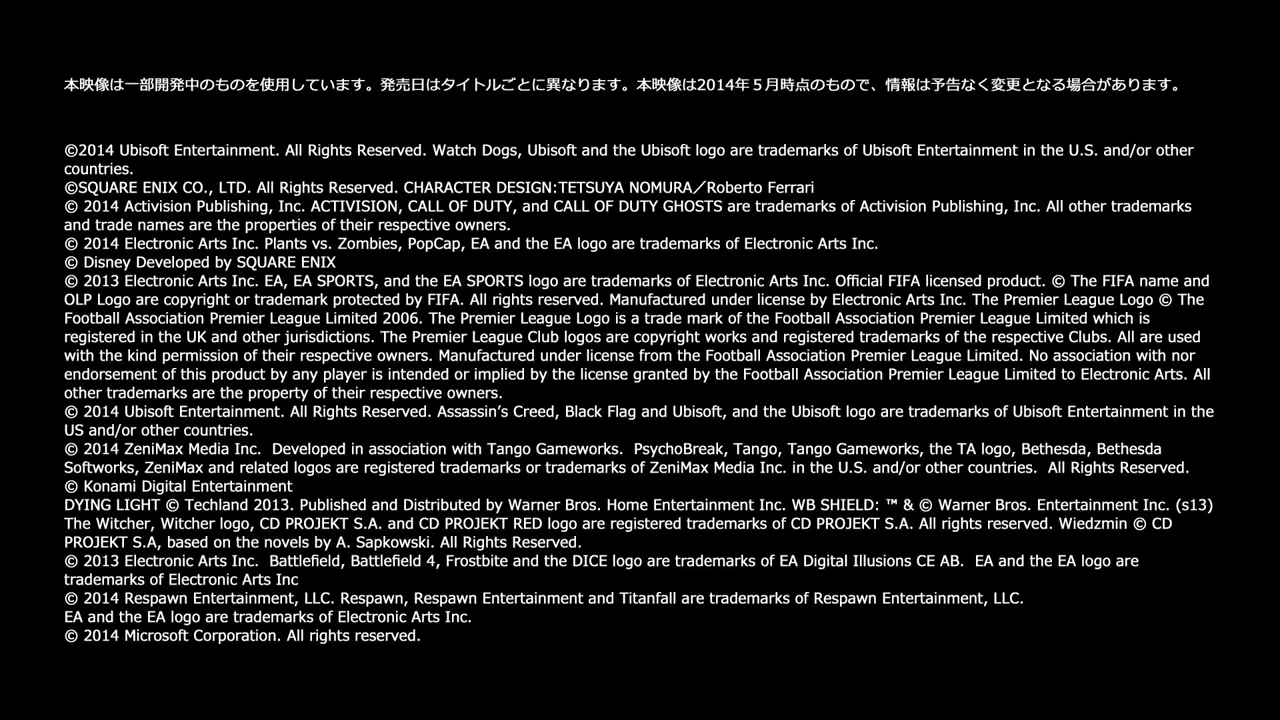 本映像は一部開発中のものを使用しています。発売日はタイトルごとに異なります。本映像は2014年５月時点のもので、情報は予告なく変更となる場合があります。
©2014 Ubisoft Entertainment. All Rights Reserved. Watch Dogs, Ubisoft and the Ubisoft logo are trademarks of Ubisoft Entertainment in the U.S. and/or other
countries.
©SQUARE ENIX CO., LTD. All Rights Reserved. CHARACTER DESIGN:TETSUYA NOMURA／Roberto Ferrari
© 2014 Activision Publishing, Inc. ACTIVISION, CALL OF DUTY, and CALL OF DUTY GHOSTS are trademarks of Activision Publishing, Inc. All other trademarks
and trade names are the properties of their respective owners.
© 2014 Electronic Arts Inc. Plants vs. Zombies, PopCap, EA and the EA logo are trademarks of Electronic Arts Inc.
© Disney Developed by SQUARE ENIX
© 2013 Electronic Arts Inc. EA, EA SPORTS, and the EA SPORTS logo are trademarks of Electronic Arts Inc. Official FIFA licensed product. © The FIFA name and
OLP Logo are copyright or trademark protected by FIFA. All rights reserved. Manufactured under license by Electronic Arts Inc. The Premier League Logo © The
Football Association Premier League Limited 2006. The Premier League Logo is a trade mark of the Football Association Premier League Limited which is
registered in the UK and other jurisdictions. The Premier League Club logos are copyright works and registered trademarks of the respective Clubs. All are used
with the kind permission of their respective owners. Manufactured under license from the Football Association Premier League Limited. No association with nor
endorsement of this product by any player is intended or implied by the license granted by the Football Association Premier League Limited to Electronic Arts. All
other trademarks are the property of their respective owners.
© 2014 Ubisoft Entertainment. All Rights Reserved. Assassin’s Creed, Black Flag and Ubisoft, and the Ubisoft logo are trademarks of Ubisoft Entertainment in the
US and/or other countries.
© 2014 ZeniMax Media Inc.  Developed in association with Tango Gameworks.  PsychoBreak, Tango, Tango Gameworks, the TA logo, Bethesda, Bethesda
Softworks, ZeniMax and related logos are registered trademarks or trademarks of ZeniMax Media Inc. in the U.S. and/or other countries.  All Rights Reserved.
© Konami Digital Entertainment
DYING LIGHT © Techland 2013. Published and Distributed by Warner Bros. Home Entertainment Inc. WB SHIELD: ™ & © Warner Bros. Entertainment Inc. (s13)
The Witcher, Witcher logo, CD PROJEKT S.A. and CD PROJEKT RED logo are registered trademarks of CD PROJEKT S.A. All rights reserved. Wiedzmin © CD
PROJEKT S.A, based on the novels by A. Sapkowski. All Rights Reserved.
© 2013 Electronic Arts Inc.  Battlefield, Battlefield 4, Frostbite and the DICE logo are trademarks of EA Digital Illusions CE AB.  EA and the EA logo are
trademarks of Electronic Arts Inc
© 2014 Respawn Entertainment, LLC. Respawn, Respawn Entertainment and Titanfall are trademarks of Respawn Entertainment, LLC.
EA and the EA logo are trademarks of Electronic Arts Inc.
© 2014 Microsoft Corporation. All rights reserved.